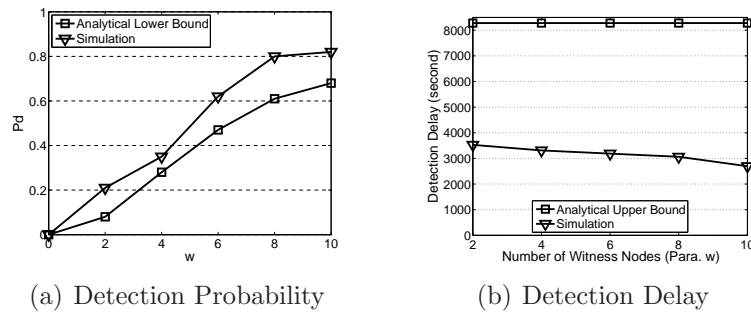 1
0.8
0.6
0.4
0.2
0
Pd
Analytical Lower Bound
Simulation
0 2 4 6 8 10
w
(a) Detection Probability
8000
7000
6000
5000
4000
3000
2000
1000
0
Detection Delay (second)
Analytical Upper Bound
Simulation
2 4 6 8 10
Number of Witness Nodes (Para. w)
(b) Detection Delay